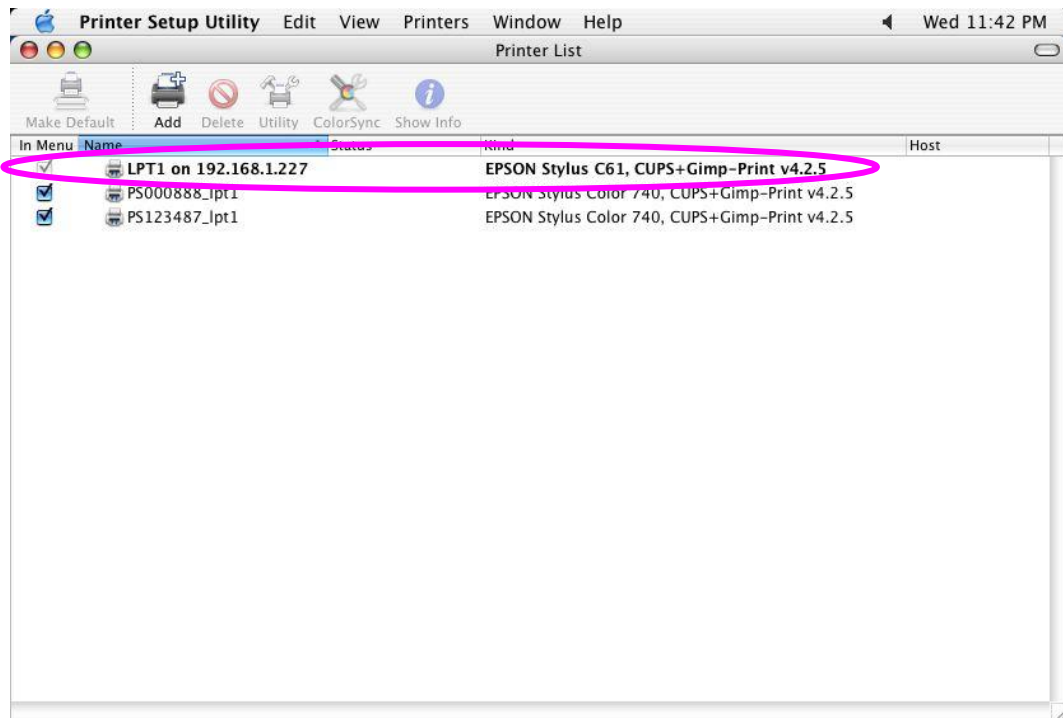 Printer Setup Utility Edit View Printers Window Help Wed 11:42 PM
Printer List
Make Default Add Delete Utility ColorSync Show Info
In Menu Name Status Kind Host
LPT1 on 192.168.1.227 EPSON Stylus C61, CUPS+Gimp-Print v4.2.5
PS000888_lpt1 EPSON Stylus Color 740, CUPS+Gimp-Print v4.2.5
PS123487_lpt1 EPSON Stylus Color 740, CUPS+Gimp-Print v4.2.5